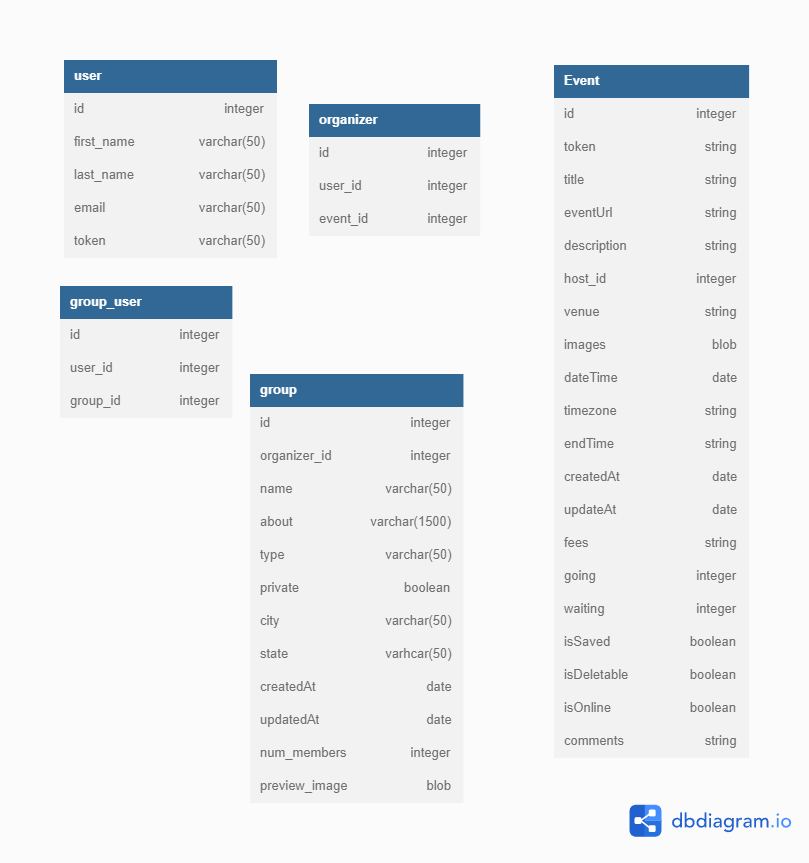 user
id integer
first_name varchar(50)
last_name varchar(50)
email varchar(50)
token varchar(50)
organizer
id integer
user_id integer
event_id integer
group_user
id integer
user_id integer
group_id integer
group
id integer
organizer_id integer
name varchar(50)
about varchar(1500)
type varchar(50)
private boolean
city varchar(50)
state varhcar(50)
createdAt date
updatedAt date
num_members integer
preview_image blob
Event
id integer
token string
title string
eventUrl string
description string
host_id integer
venue string
images blob
dateTime date
timezone string
endTime string
createdAt date
updateAt date
fees string
going integer
waiting integer
isSaved boolean
isDeletable boolean
isOnline boolean
comments string
dbdiagram.io